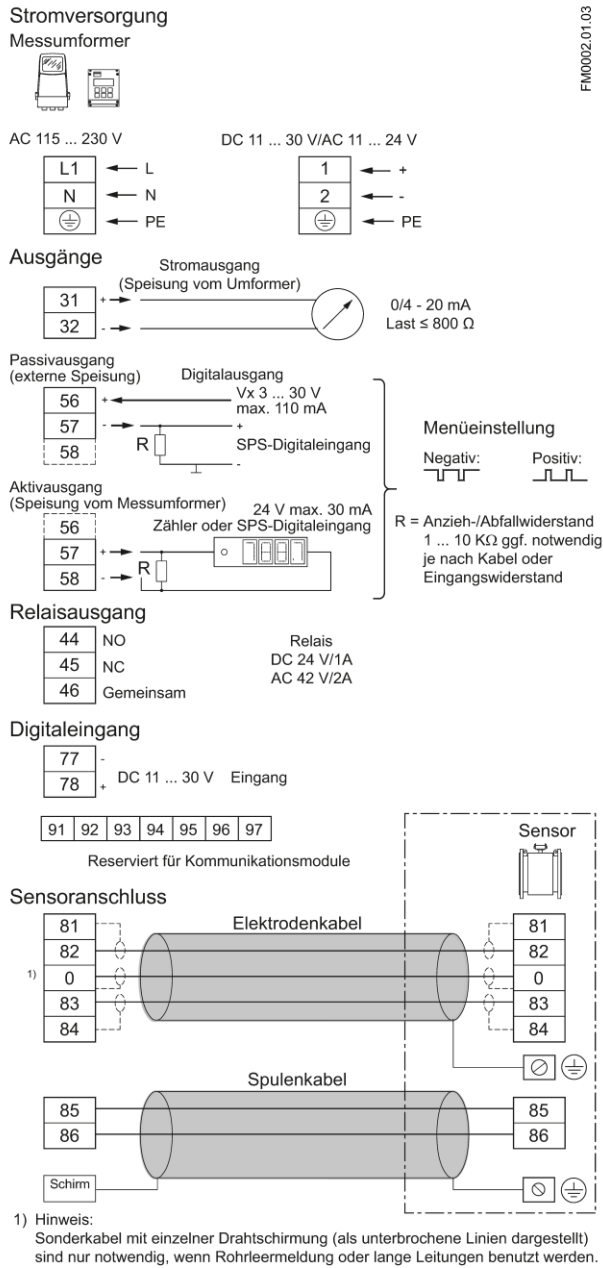 FM0002.01.03
Stromversorgung
Messumformer
AC 115 ... 230 V
L1 L
N N
PE
DC 11 ... 30 V/AC 11 ... 24 V
1 +
2 -
PE
Ausgänge
Stromausgang
(Speisung vom Umformer)
31 +
32 -
0/4 - 20 mA
Last ≤ 800 Ω
Passivausgang
(externe Speisung)
Digitalausgang
56 +
57 -
58
Vx 3 ... 30 V
max. 110 mA
R
+
SPS-Digitaleingang
-
Aktivausgang
(Speisung vom Messumformer)
24 V max. 30 mA
Zähler oder SPS-Digitaleingang
56
57 +
58 -
R
Menüeinstellung
Negativ: Positiv:
R = Anzieh-/Abfallwiderstand
1 ... 10 KΩ ggf. notwendig
je nach Kabel oder
Eingangswiderstand
Relaisausgang
44 NO
45 NC
46 Gemeinsam
Relais
DC 24 V/1A
AC 42 V/2A
Digitaleingang
77 -
78 +
DC 11 ... 30 V Eingang
91 92 93 94 95 96 97
Reserviert für Kommunikationsmodule
Sensor
Sensoranschluss
Elektrodenkabel
81 81
82 82
1) 0 0
83 83
84 84
Spulenkabel
85 85
86 86
Schirm
1) Hinweis:
Sonderkabel mit einzelner Drahtschirmung (als unterbrochene Linien dargestellt)
sind nur notwendig, wenn Rohrleermeldung oder lange Leitungen benutzt werden.